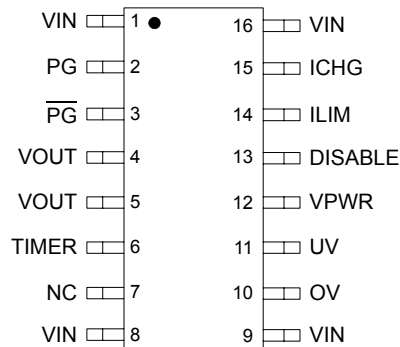 VIN 1 16 VIN
PG 2 15 ICHG
P̅G̅ 3 14 ILIM
VOUT 4 13 DISABLE
VOUT 5 12 VPWR
TIMER 6 11 UV
NC 7 10 OV
VIN 8 9 VIN